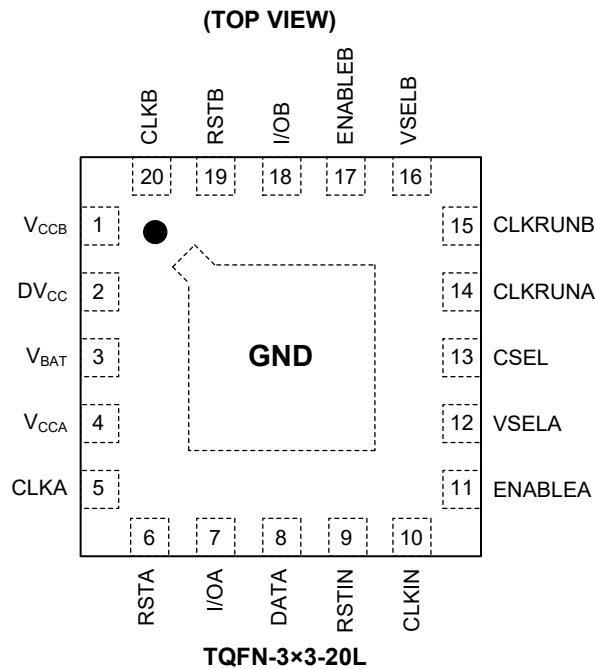 (TOP VIEW)
CLKB
RSTB
I/OB
ENABLEB
VSELB
20 19 18 17 16
VCCB 1 15 CLKRUNB
DVCC 2 14 CLKRUNA
VBAT 3 GND 13 CSEL
VCCA 4 12 VSELA
CLKA 5 11 ENABLEA
6 7 8 9 10
RSTA
I/OA
DATA
RSTIN
CLKIN
TQFN-3×3-20L